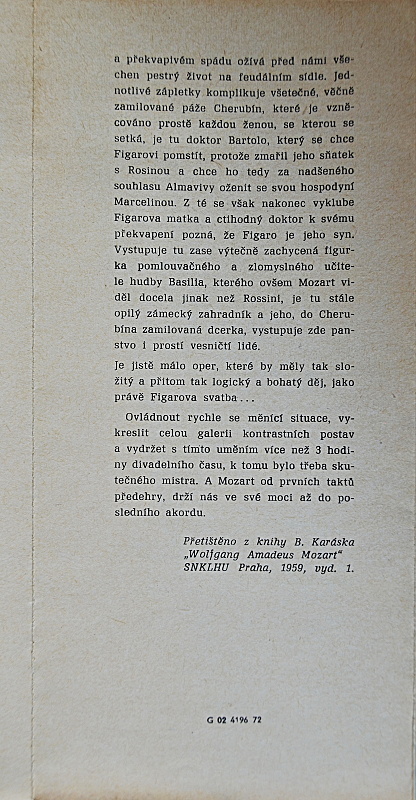 a překvapivém spádu ožívá před námi vše-
chen pestrý život na feudálním sídle. Jed-
notlivé zápletky komplikuje všetečné, věčně
zamilované páže Cherubín, které je vzně-
cováno prostě každou ženou, se kterou se
setká, je tu doktor Bartolo, který se chce
Figarovi pomstít, protože zmařil jeho sňatek
s Rosinou a chce ho tedy za nadšeného
souhlasu Almavivy oženit se svou hospodyní
Marcelinou. Z té se však nakonec vyklube
Figarova matka a ctihodný doktor k svému
překvapení pozná, že Figaro je jeho syn.
Vystupuje tu zase výtečně zachycená figur-
ka pomlouvačného a zlomyslného učite-
le hudby Basilia, kterého ovšem Mozart vi-
děl docela jinak než Rossini, je tu stále
opilý zámecký zahradník a jeho, do Cheru-
bína zamilovaná dcerka, vystupuje zde pan-
stvo i prostí vesničtí lidé.
Je jistě málo oper, které by měly tak slo-
žitý a přitom tak logický a bohatý děj, jako
právě Figarova svatba...
Ovládnout rychle se měnící situace, vy-
kreslit celou galerii kontrastních postav
a vydržet s tímto uměním více než 3 hodi-
ny divadelního času, k tomu bylo třeba sku-
tečného mistra. A Mozart od prvních taktů
předehry, drží nás ve své moci až do po-
sledního akordu.
Přetištěno z knihy B. Karáska
„Wolfgang Amadeus Mozart"
SNKLHU Praha, 1959, vyd. 1.
G 02 4196 72